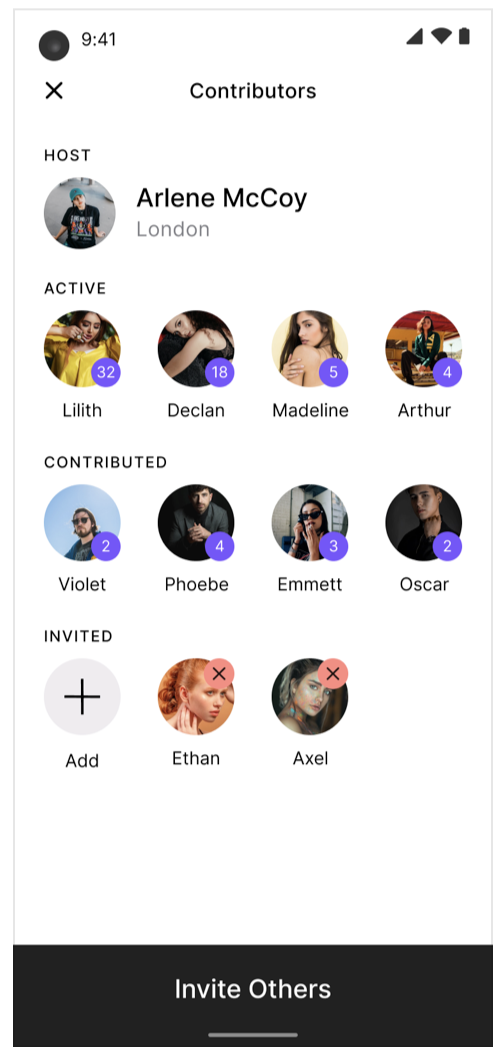 9:41
Contributors
HOST
Arlene McCoy
London
ACTIVE
32 18 5 4
Lilith Declan Madeline Arthur
CONTRIBUTED
2 4 3 2
Violet Phoebe Emmett Oscar
INVITED
Add Ethan Axel
Invite Others